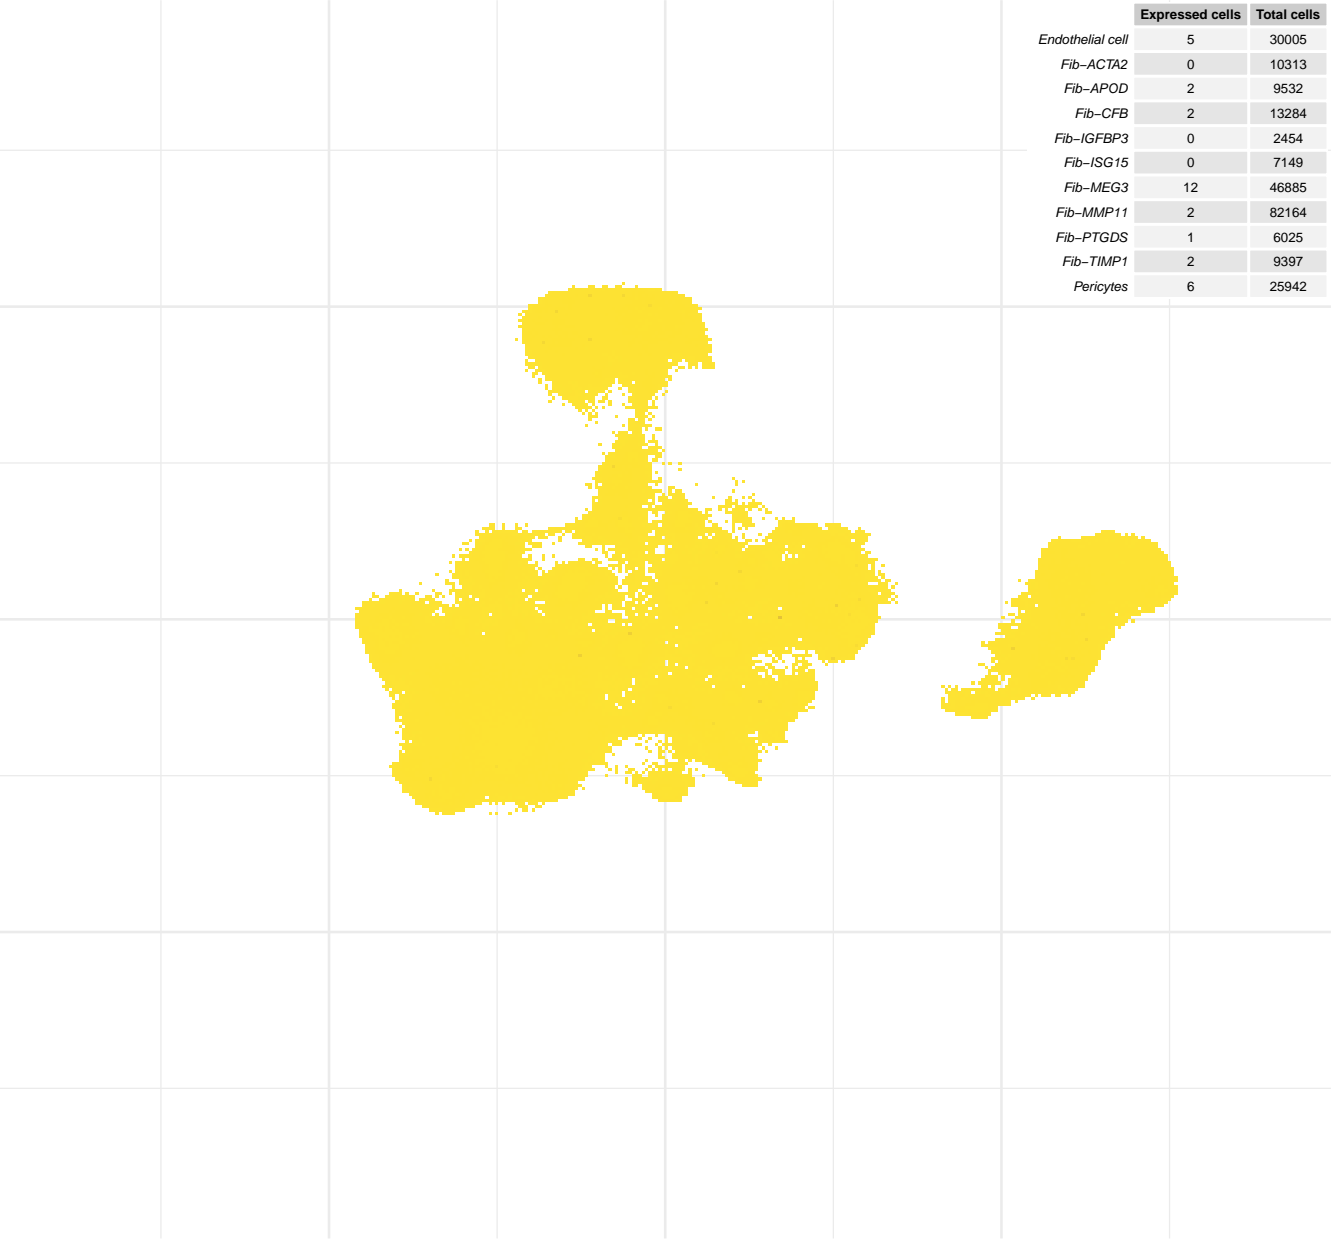 Expressed cells Total cells
Endothelial cell 5 30005
Fib−ACTA2 0 10313
Fib−APOD 2 9532
Fib−CFB 2 13284
Fib−IGFBP3 0 2454
Fib−ISG15 0 7149
Fib−MEG3 12 46885
Fib−MMP11 2 82164
Fib−PTGDS 1 6025
Fib−TIMP1 2 9397
Pericytes 6 25942